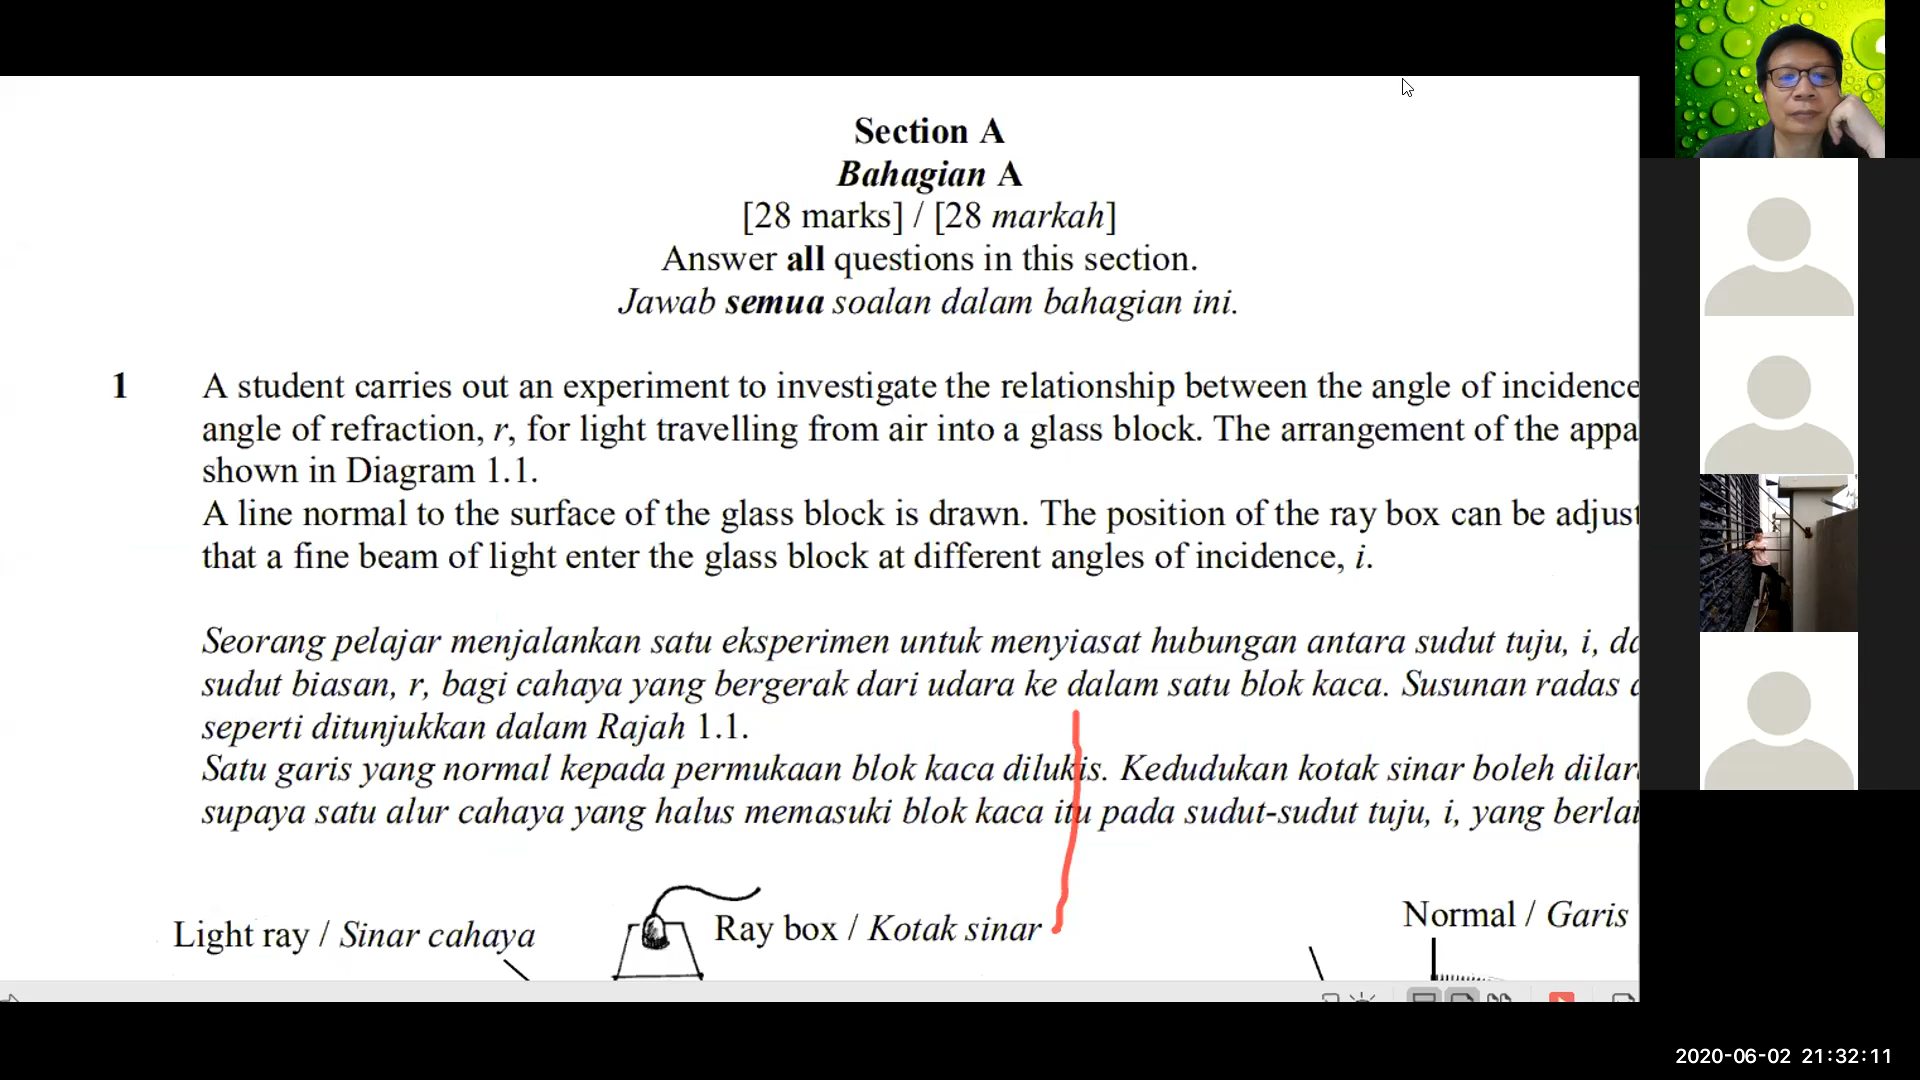 Section A
Bahagian A
[28 marks] / [28 markah]
Answer all questions in this section.
Jawab semua soalan dalam bahagian ini.
1 A student carries out an experiment to investigate the relationship between the angle of incidence
angle of refraction, r, for light travelling from air into a glass block. The arrangement of the appa
shown in Diagram 1.1.
A line normal to the surface of the glass block is drawn. The position of the ray box can be adjust
that a fine beam of light enter the glass block at different angles of incidence, i.
Seorang pelajar menjalankan satu eksperimen untuk menyiasat hubungan antara sudut tuju, i, da
sudut biasan, r, bagi cahaya yang bergerak dari udara ke dalam satu blok kaca. Susunan radas
seperti ditunjukkan dalam Rajah 1.1.
Satu garis yang normal kepada permukaan blok kaca dilukis. Kedudukan kotak sinar boleh dilar
supaya satu alur cahaya yang halus memasuki blok kaca itu pada sudut-sudut tuju, i, yang berlai
Light ray / Sinar cahaya
Ray box / Kotak sinar
Normal / Garis
2020-06-02 21:32:11